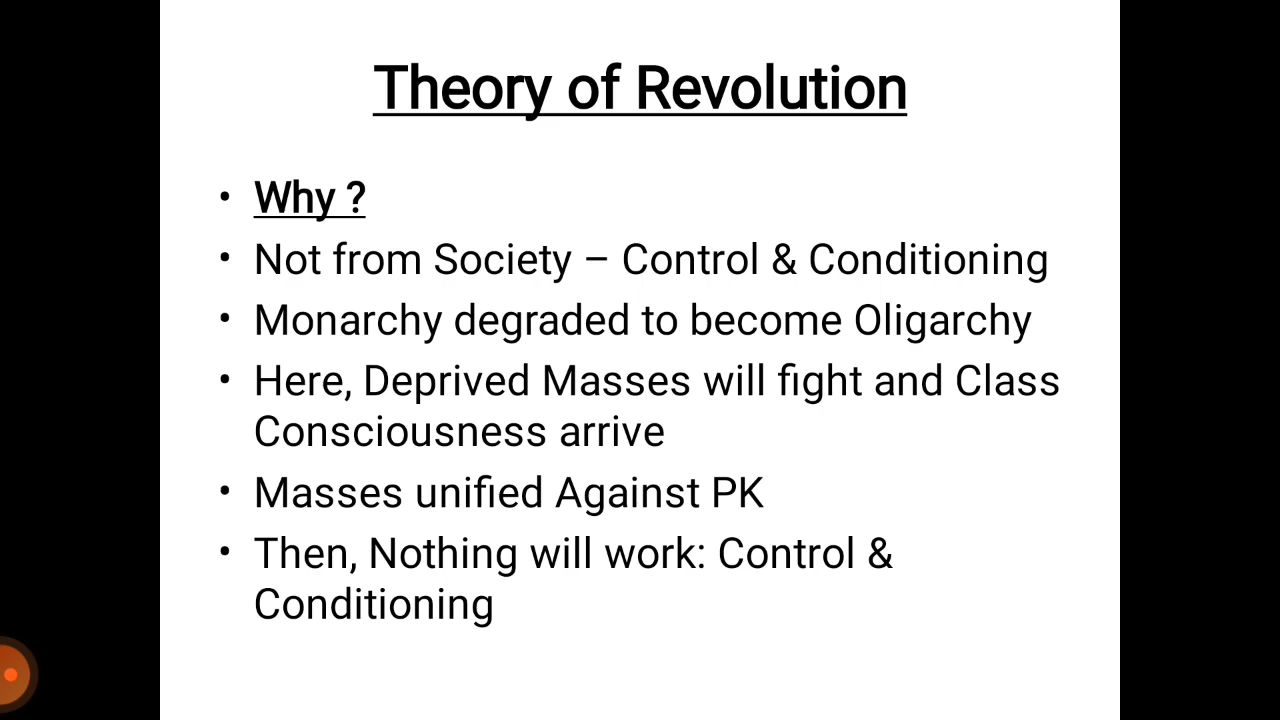 Theory of Revolution
• Why ?
• Not from Society – Control & Conditioning
• Monarchy degraded to become Oligarchy
• Here, Deprived Masses will fight and Class
Consciousness arrive
• Masses unified Against PK
• Then, Nothing will work: Control &
Conditioning